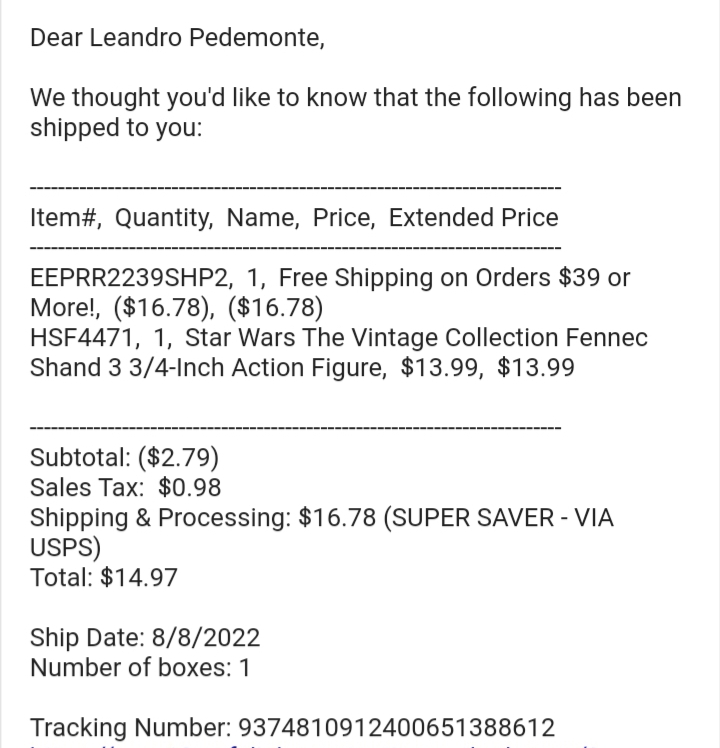 Dear Leandro Pedemonte,
We thought you'd like to know that the following has been
shipped to you:
----------------------------------------------------------------------------
Item#, Quantity, Name, Price, Extended Price
----------------------------------------------------------------------------
EEPRR2239SHP2, 1, Free Shipping on Orders $39 or
More!, ($16.78), ($16.78)
HSF4471, 1, Star Wars The Vintage Collection Fennec
Shand 3 3/4-Inch Action Figure, $13.99, $13.99
----------------------------------------------------------------------------
Subtotal: ($2.79)
Sales Tax: $0.98
Shipping & Processing: $16.78 (SUPER SAVER - VIA
USPS)
Total: $14.97
Ship Date: 8/8/2022
Number of boxes: 1
Tracking Number: 9374810912400651388612